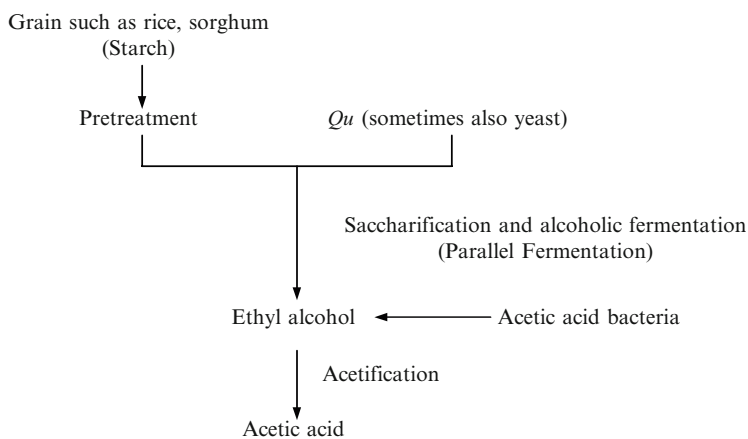 Grain such as rice, sorghum
(Starch)
Pretreatment
Qu (sometimes also yeast)
Saccharification and alcoholic fermentation
(Parallel Fermentation)
Ethyl alcohol
Acetic acid bacteria
Acetification
Acetic acid